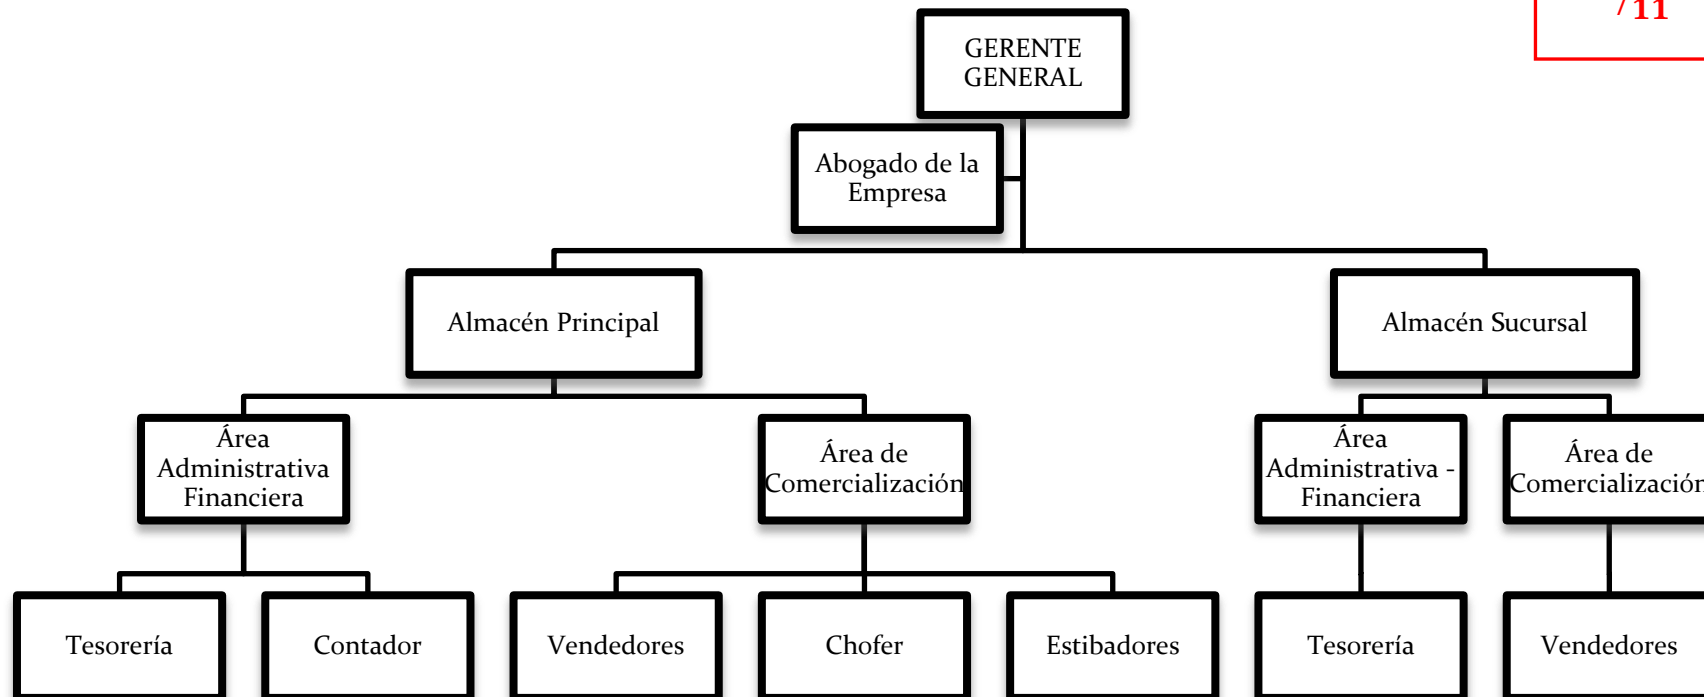 /11
GERENTE
GENERAL
Abogado de la
Empresa
Almacén Principal
Almacén Sucursal
Área
Administrativa
Financiera
Área de
Comercialización
Área
Administrativa -
Financiera
Área de
Comercialización
Tesorería
Contador
Vendedores
Chofer
Estibadores
Tesorería
Vendedores